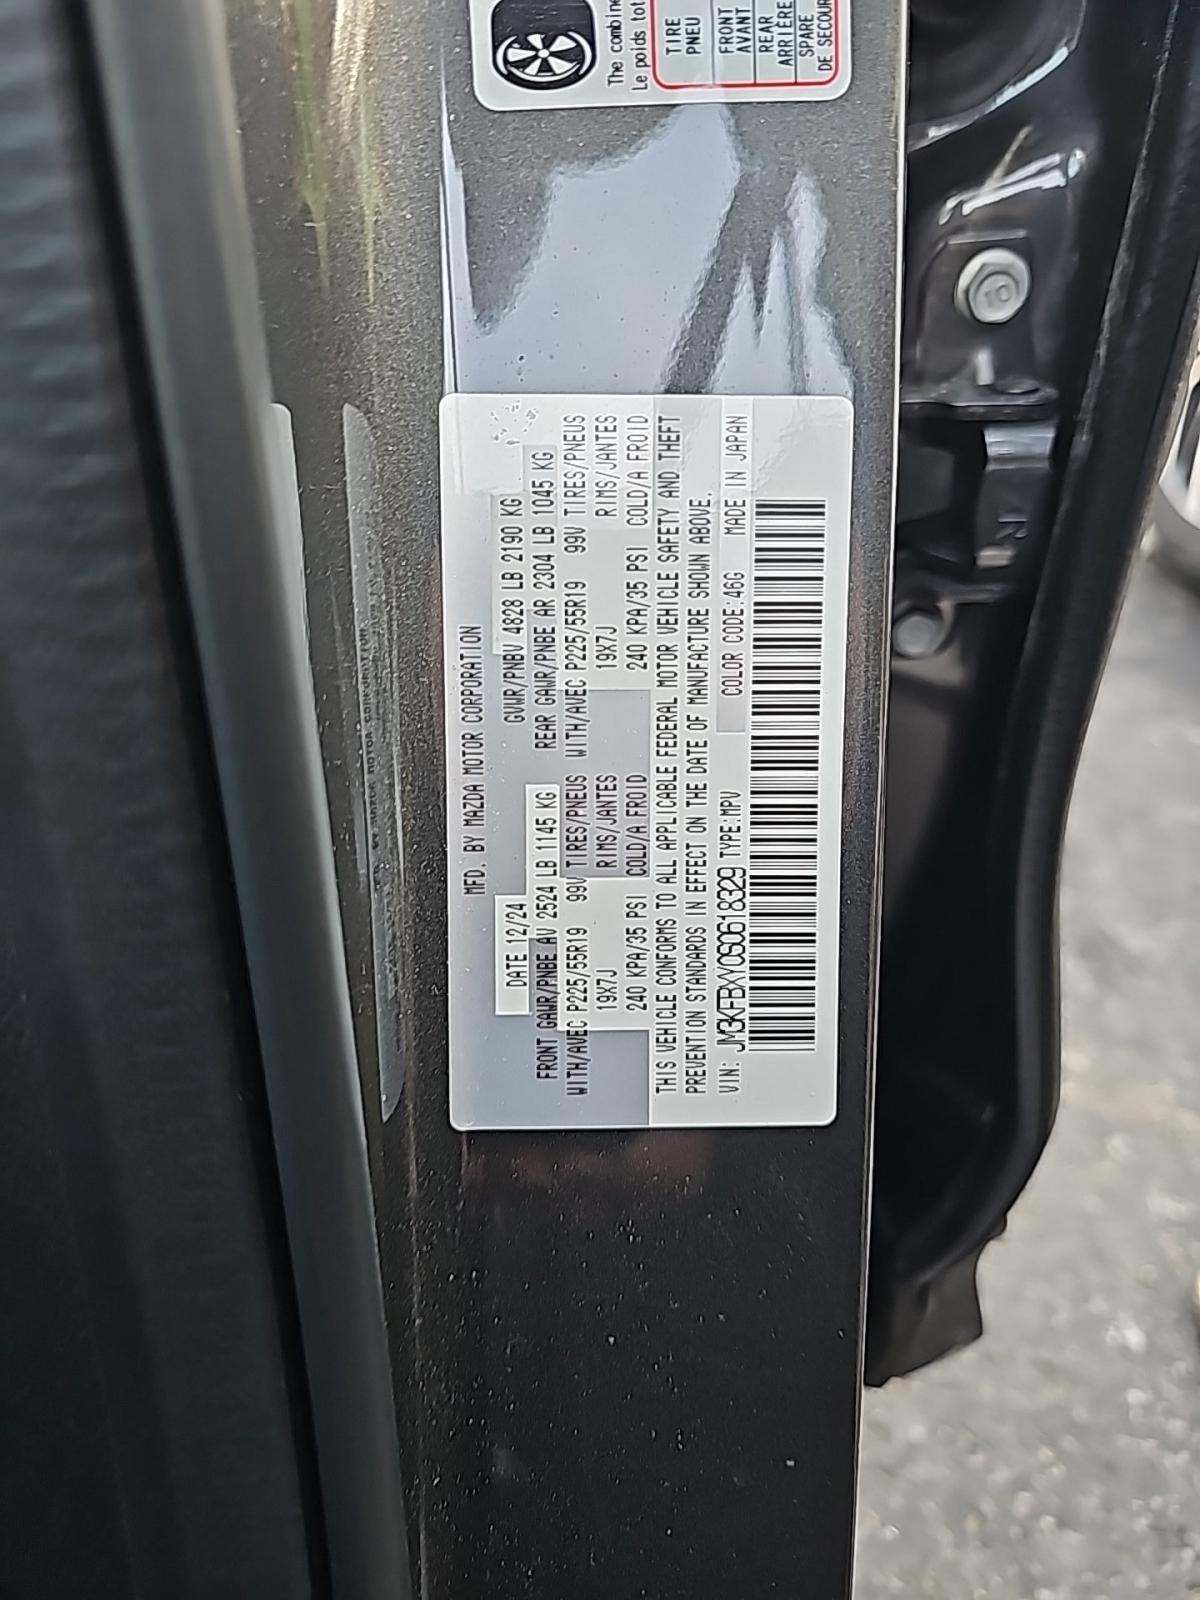 MFD. BY MAZDA MOTOR CORPORATION
DATE 12/24 GVWR/PNBV 4828 LB 2190 KG
FRONT GAWR/PNBE AV 2524 LB 1145 KG REAR GAWR/PNBE AR 2304 LB 1045 KG
WITH/AVEC P225/55R19 99V TIRES/PNEUS WITH/AVEC P225/55R19 99V TIRES/PNEUS
19X7J RIMS/JANTES 19X7J RIMS/JANTES
240 KPA/35 PSI COLD/A FROID 240 KPA/35 PSI COLD/A FROID
THIS VEHICLE CONFORMS TO ALL APPLICABLE FEDERAL MOTOR VEHICLE SAFETY AND THEFT
PREVENTION STANDARDS IN EFFECT ON THE DATE OF MANUFACTURE SHOWN ABOVE.
VIN: JM3KFBXY0S0618329 TYPE:MPV COLOR CODE:46G MADE IN JAPAN
The combine
Le poids tot
TIRE
PNEU
FRONT
AVANT
REAR
ARRIÈRE
SPARE
DE SECOUR
10